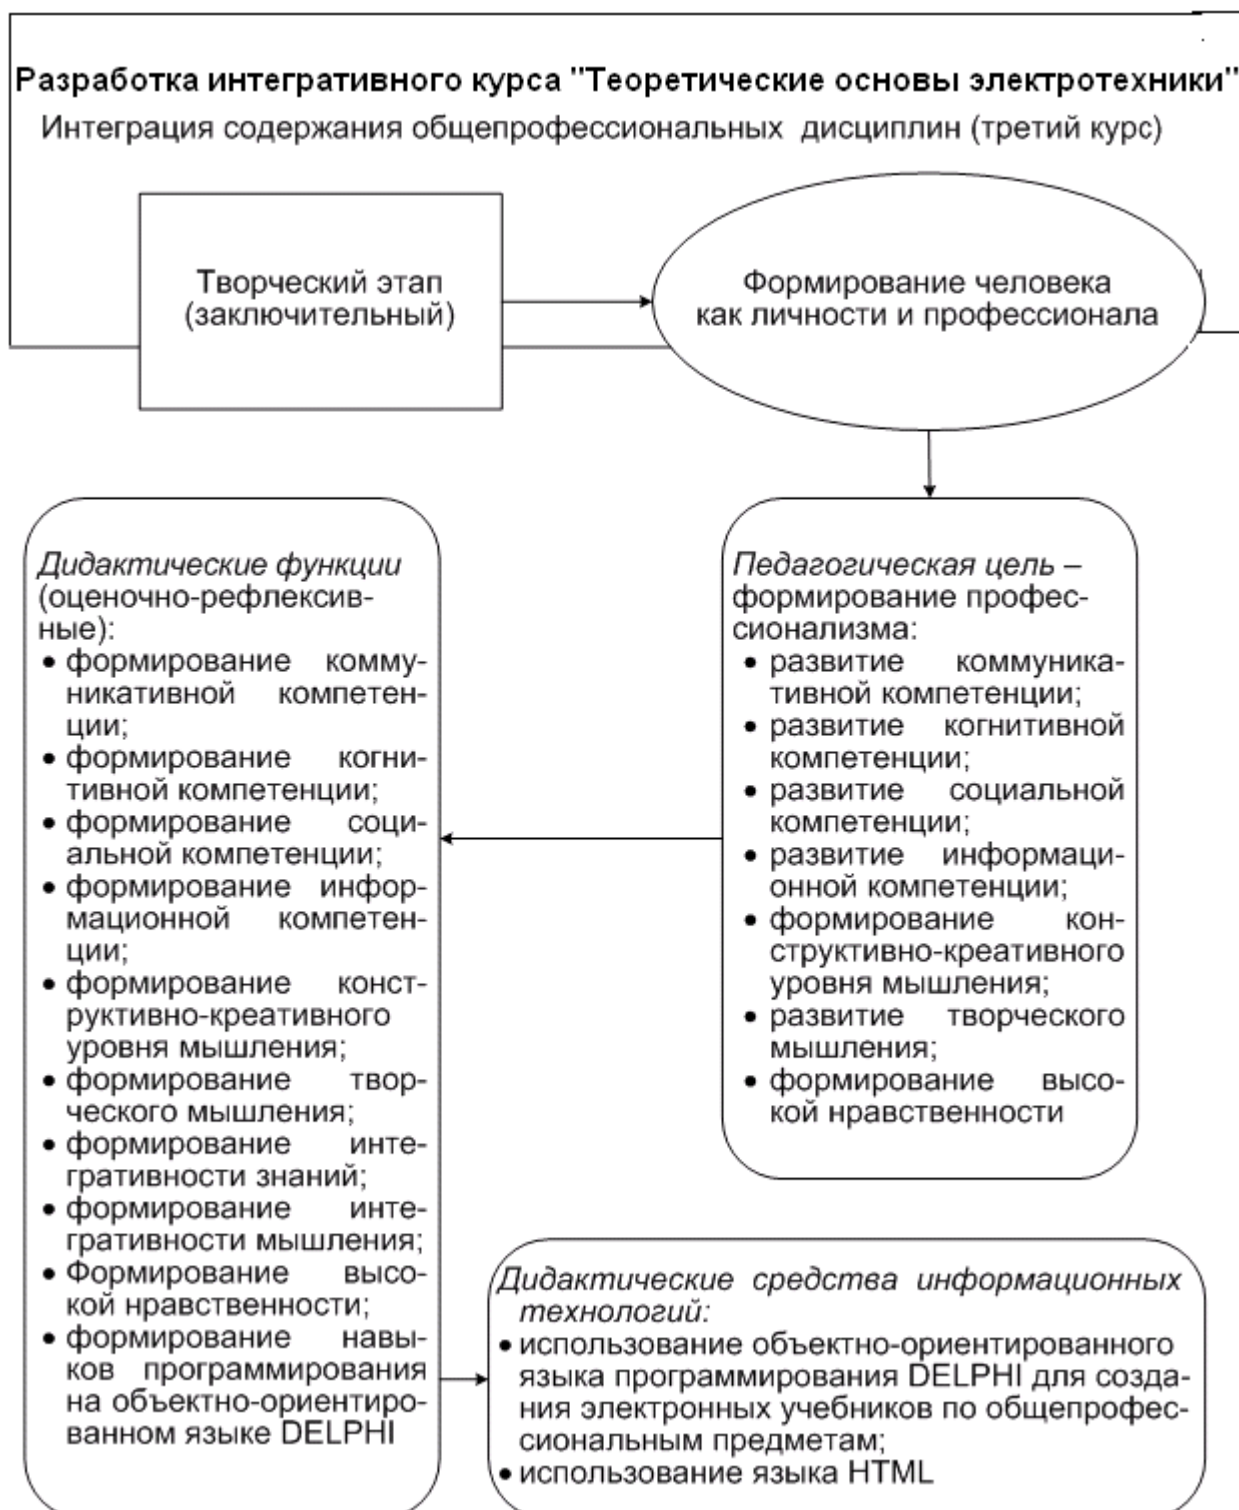 Разработка интегративного курса "Теоретические основы электротехники"
Интеграция содержания общепрофессиональных дисциплин (третий курс)
Творческий этап
(заключительный)
Формирование человека
как личности и профессионала
Педагогическая цель –
формирование профес-
сионализма:
• развитие коммуника-
тивной компетенции;
• развитие когнитивной
компетенции;
• развитие социальной
компетенции;
• развитие информаци-
онной компетенции;
• формирование кон-
структивно-креативного
уровня мышления;
• развитие творческого
мышления;
• формирование высо-
кой нравственности
Дидактические функции
(оценочно-рефлексив-
ные):
• формирование комму-
никативной компетен-
ции;
• формирование когни-
тивной компетенции;
• формирование соци-
альной компетенции;
• формирование инфор-
мационной компетен-
ции;
• формирование конст-
руктивно-креативного
уровня мышления;
• формирование твор-
ческого мышления;
• формирование инте-
гративности знаний;
• формирование инте-
гративности мышления;
• Формирование высо-
кой нравственности;
• формирование навы-
ков программирования
на объектно-ориентиро-
ванном языке DELPHI
Дидактические средства информационных
технологий:
• использование объектно-ориентированного
языка программирования DELPHI для созда-
ния электронных учебников по общепрофес-
сиональным предметам;
• использование языка HTML